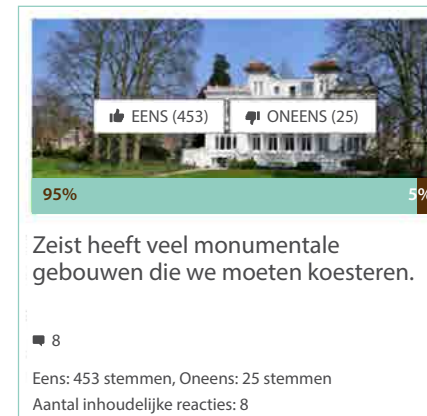 EENS (453) ONEENS (25)
95% 5%
Zeist heeft veel monumentale
gebouwen die we moeten koesteren.
8
Eens: 453 stemmen, Oneens: 25 stemmen
Aantal inhoudelijke reacties: 8